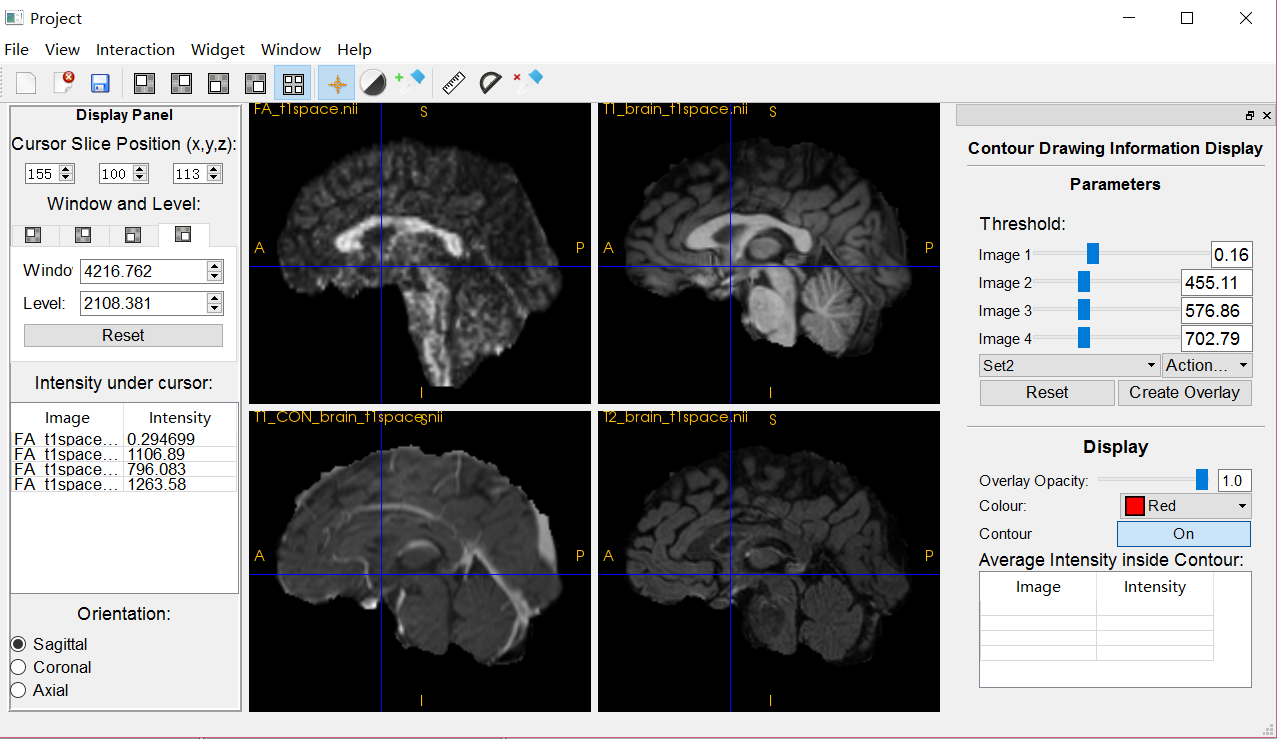 Project
File View Interaction Widget Window Help
Display Panel
Cursor Slice Position (x,y,z):
155 100 113
Window and Level:
Windo 4216.762
Level: 2108.381
Reset
Intensity under cursor:
Image Intensity
FA_t1space... 0.294699
FA_t1space... 1106.89
FA_t1space... 796.083
FA_t1space... 1263.58
Orientation:
Sagittal
Coronal
Axial
FA_t1space.nii
S
A
P
I
T1_brain_t1space.nii
S
A
P
I
T1_CON_brain_t1space.nii
S
A
P
I
T2_brain_t1space.nii
S
A
P
I
Contour Drawing Information Display
Parameters
Threshold:
Image 1 0.16
Image 2 455.11
Image 3 576.86
Image 4 702.79
Set2 Action...
Reset Create Overlay
Display
Overlay Opacity: 1.0
Colour: Red
Contour On
Average Intensity inside Contour:
Image Intensity